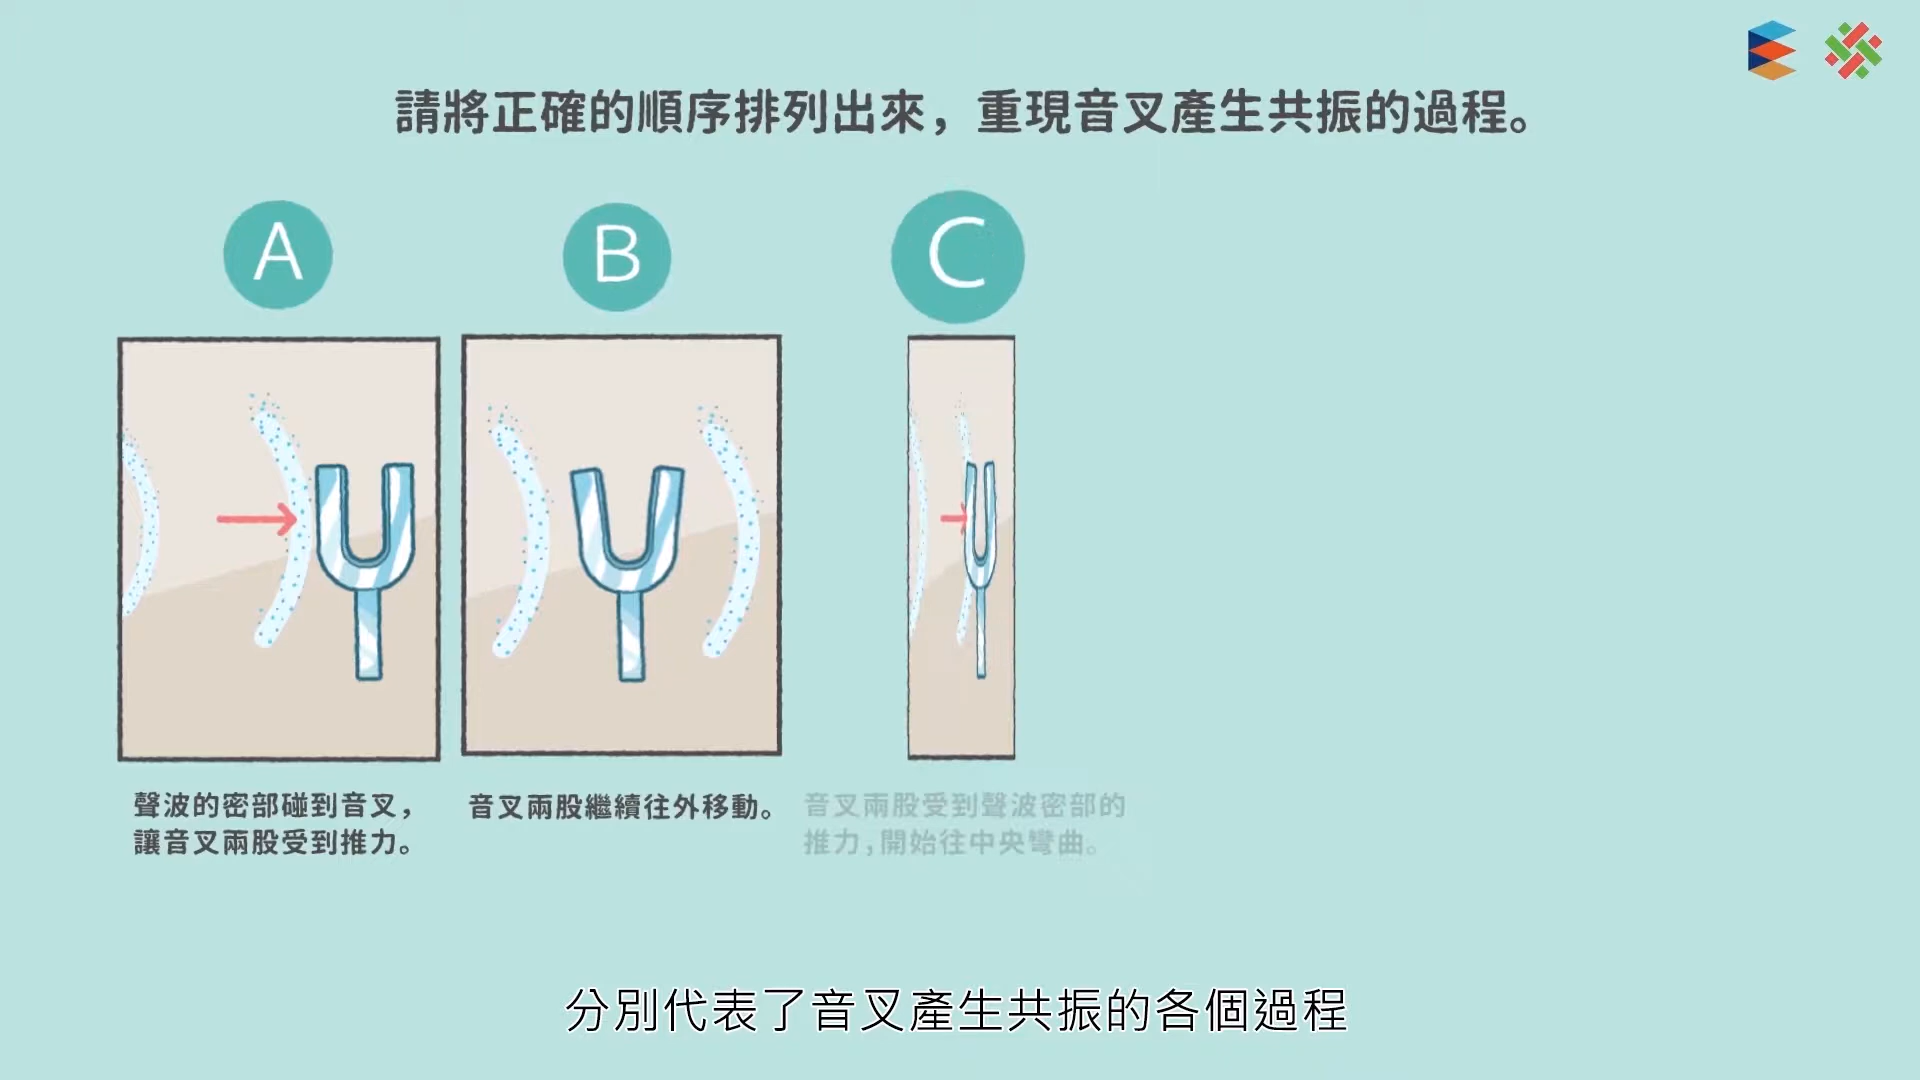 請將正確的順序排列出來，重現音叉產生共振的過程。
A
B
C
聲波的密部碰到音叉，
讓音叉兩股受到推力。
音叉兩股繼續往外移動。
音叉兩股受到聲波密部的
推力，開始往中央彎曲。
分別代表了音叉產生共振的各個過程